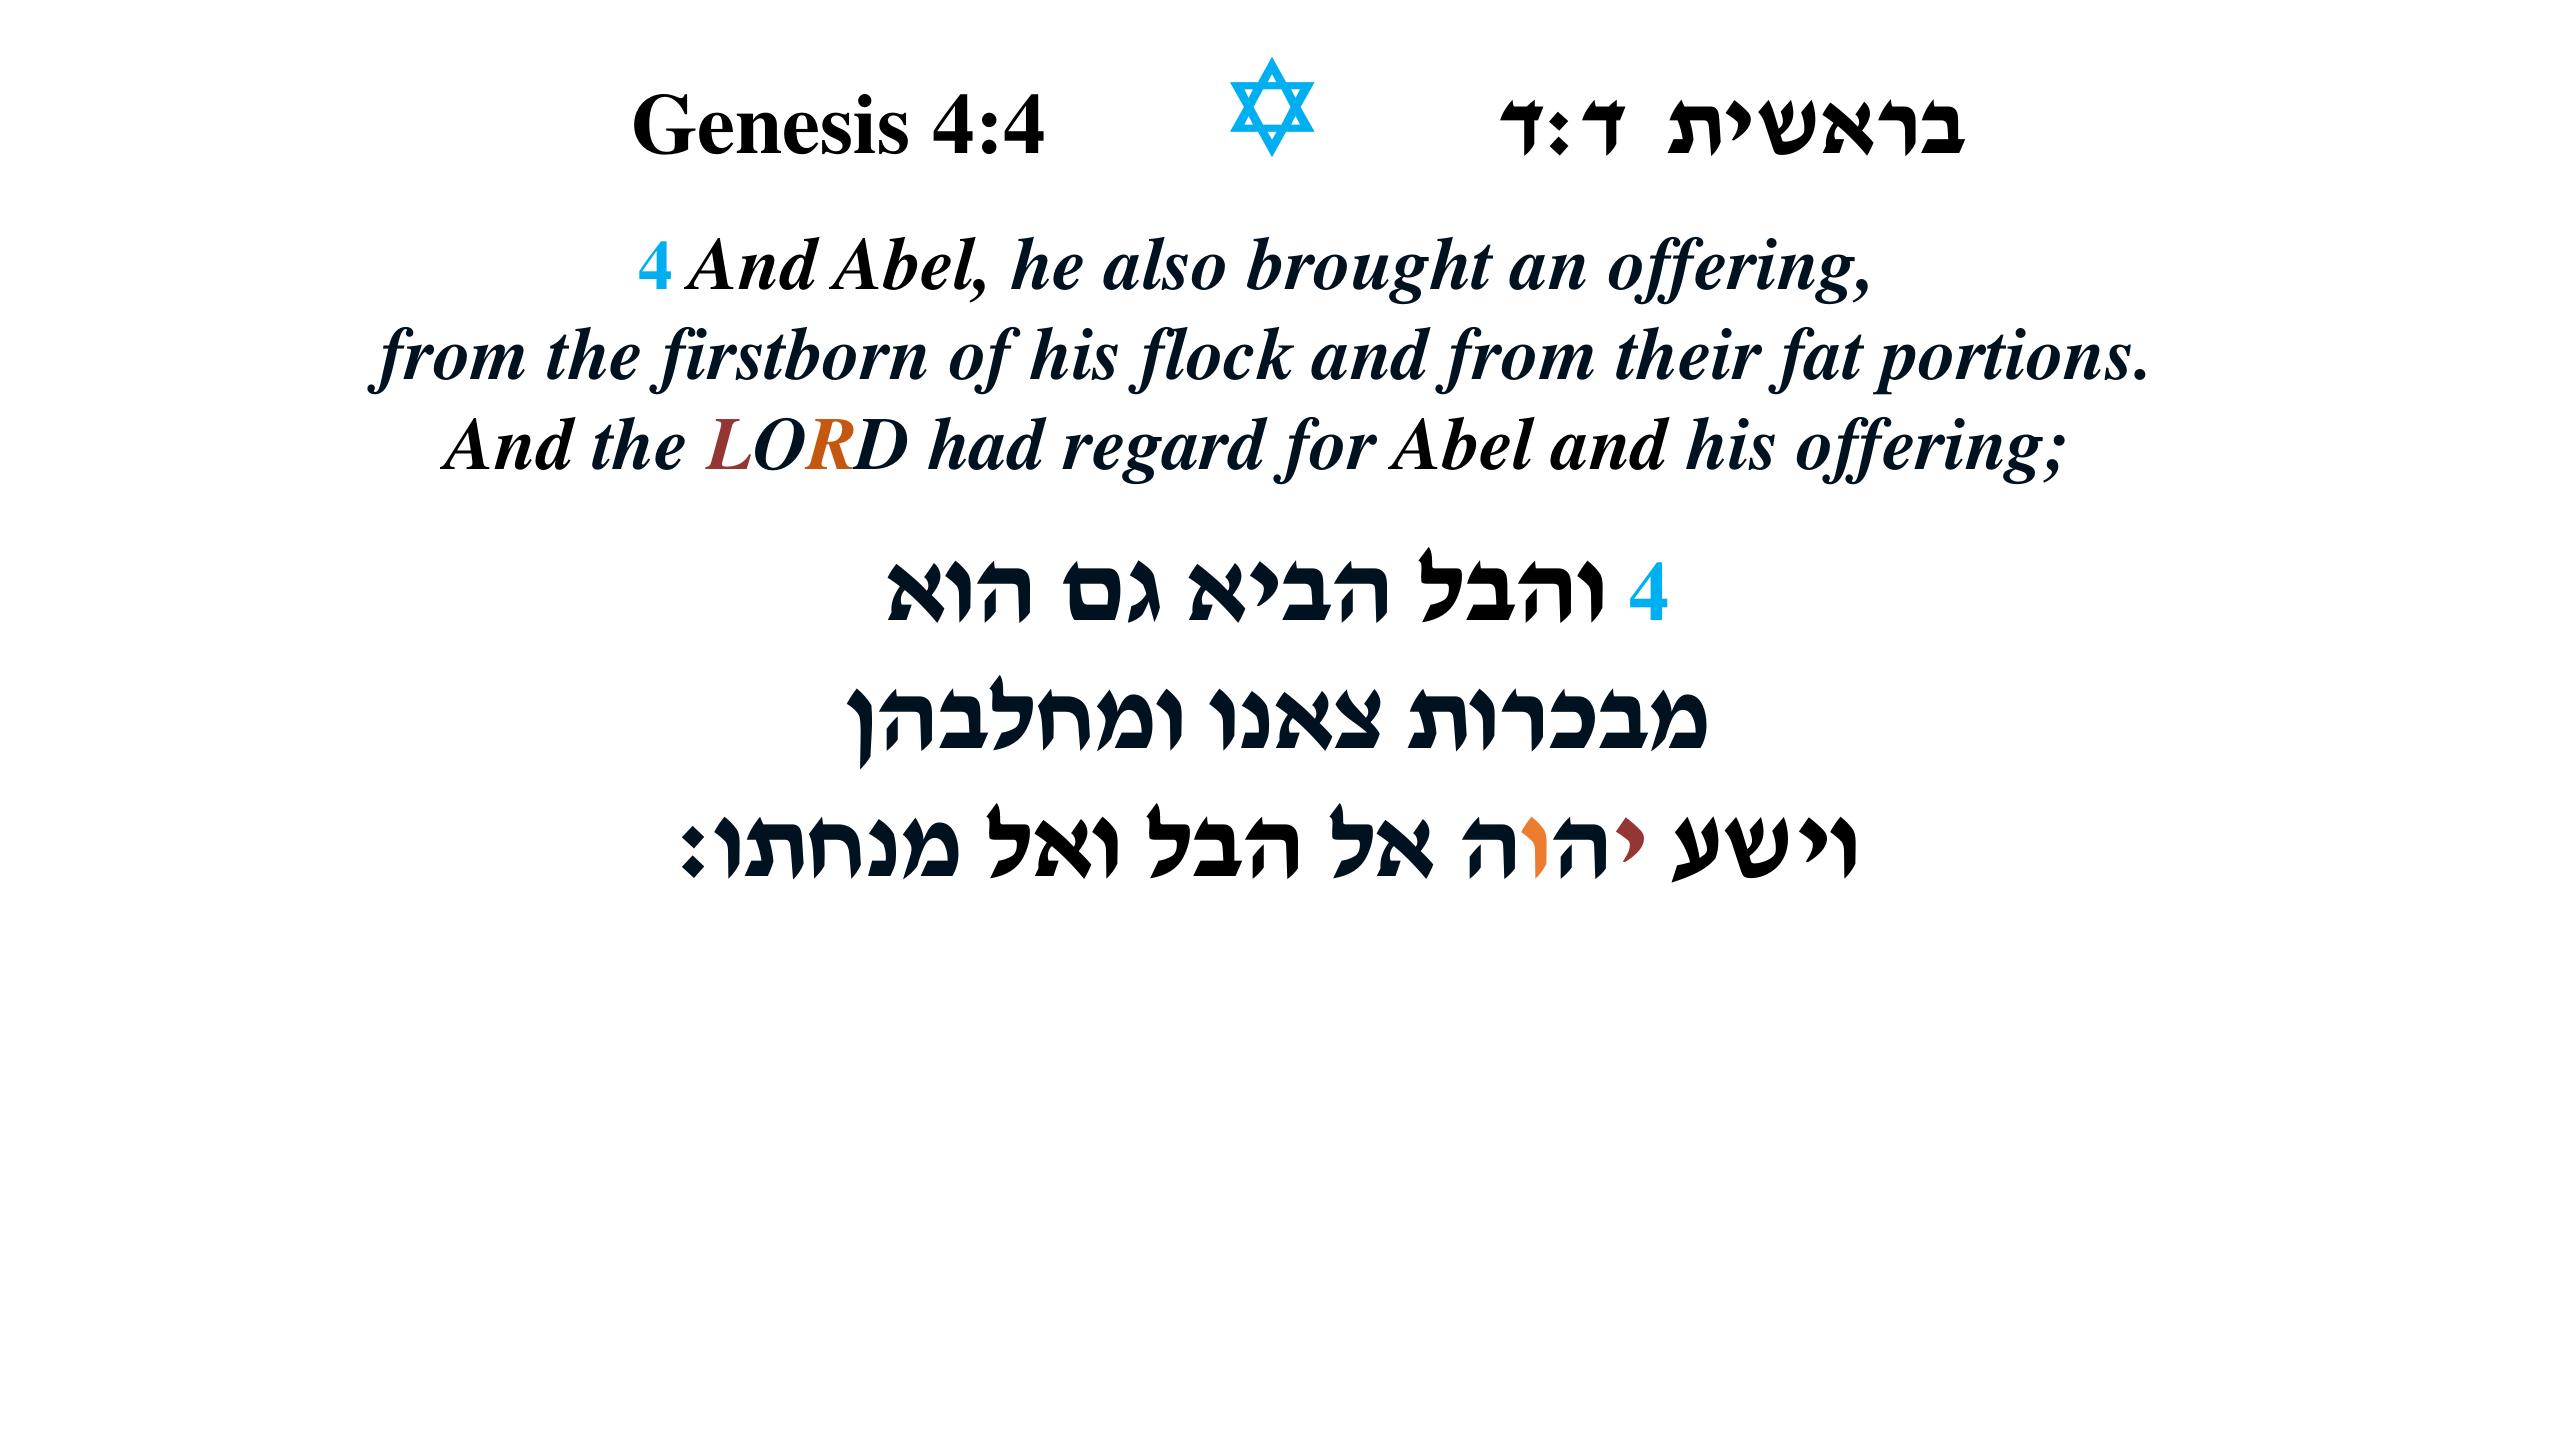 Genesis 4:4 ✡ בראשית ד:ד
4 And Abel, he also brought an offering,
from the firstborn of his flock and from their fat portions.
And the LORD had regard for Abel and his offering;
4 והבל הביא גם הוא
מבכרות צאנו ומחלבהן
וישע יהוה אל הבל ואל מנחתו: